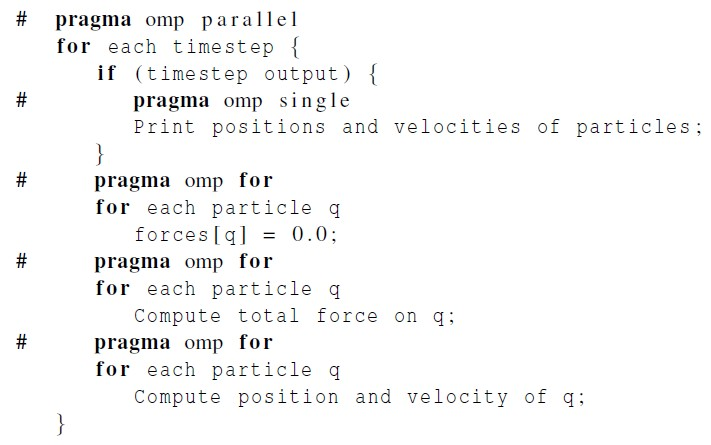 # pragma omp parallel
for each timestep {
if (timestep output) {
# pragma omp single
Print positions and velocities of particles;
}
# pragma omp for
for each particle q
forces[q] = 0.0;
# pragma omp for
for each particle q
Compute total force on q;
# pragma omp for
for each particle q
Compute position and velocity of q;
}